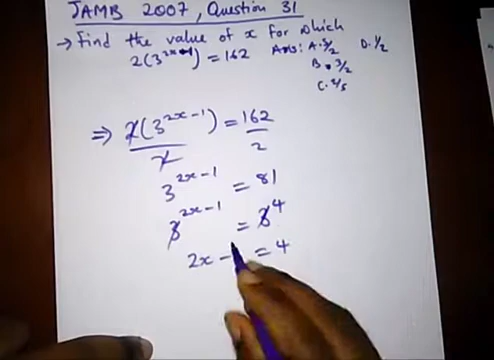 JAMB 2007, Question 31
→ Find the value of x for which
2(3^{2x-1}) = 162 Ans: A. 5/2 D. 1/2
B. 3/2
C. 2/5
⇒ 2(3^{2x-1}) = 162
2 2
3^{2x-1} = 81
3^{2x-1} = 3^4
2x - = 4